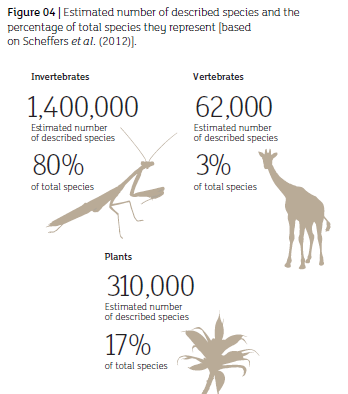 Figure 04 | Estimated number of described species and the
percentage of total species they represent [based
on Scheffers et al. (2012)].
Invertebrates
1,400,000
Estimated number
of described species
80%
of total species
Vertebrates
62,000
Estimated number
of described species
3%
of total species
Plants
310,000
Estimated number
of described species
17%
of total species